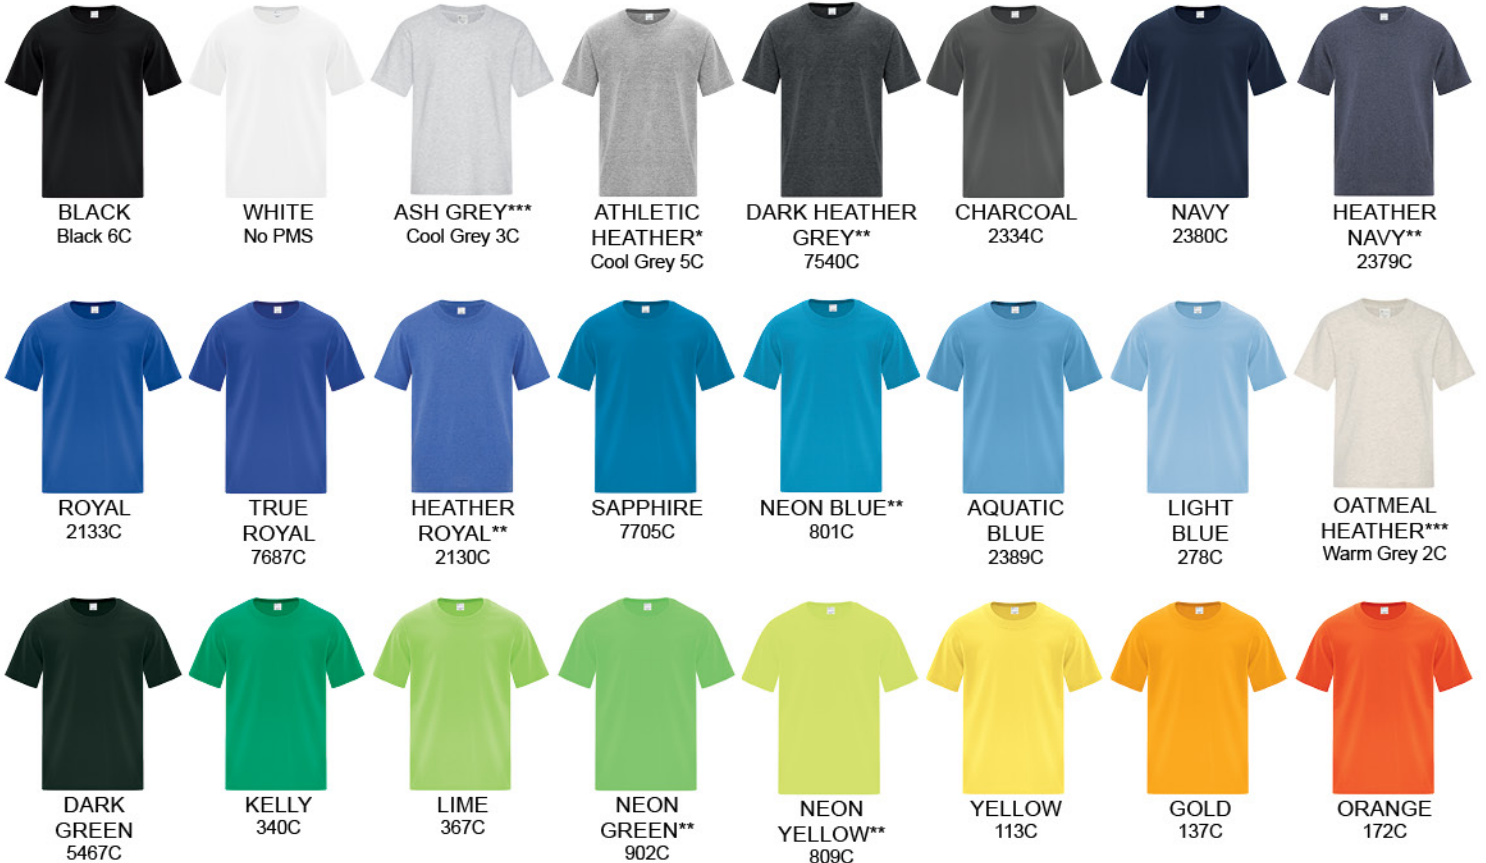 BLACK
Black 6C
WHITE
No PMS
ASH GREY***
Cool Grey 3C
ATHLETIC
HEATHER*
Cool Grey 5C
DARK HEATHER
GREY**
7540C
CHARCOAL
2334C
NAVY
2380C
HEATHER
NAVY**
2379C
ROYAL
2133C
TRUE
ROYAL
7687C
HEATHER
ROYAL**
2130C
SAPPHIRE
7705C
NEON BLUE**
801C
AQUATIC
BLUE
2389C
LIGHT
BLUE
278C
OATMEAL
HEATHER***
Warm Grey 2C
DARK
GREEN
5467C
KELLY
340C
LIME
367C
NEON
GREEN**
902C
NEON
YELLOW**
809C
YELLOW
113C
GOLD
137C
ORANGE
172C